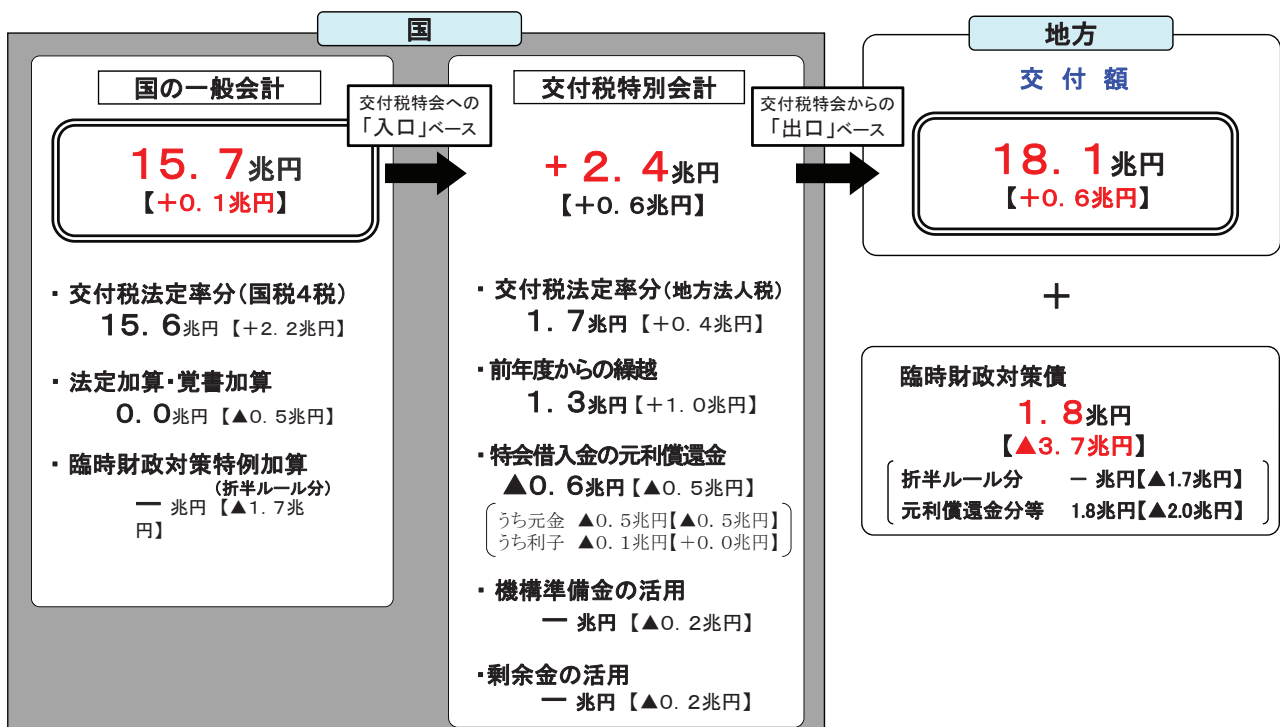 国
国の一般会計
15.7兆円
【＋0.1兆円】
・交付税法定率分（国税4税）
15.6兆円【＋2.2兆円】
・法定加算・覚書加算
0.0兆円【▲0.5兆円】
・臨時財政対策特例加算
（折半ルール分）
ー 兆円【▲1.7兆
円】
交付税特会への
「入口」ベース
交付税特別会計
＋2.4兆円
【＋0.6兆円】
・交付税法定率分（地方法人税）
1.7兆円【＋0.4兆円】
・前年度からの繰越
1.3兆円【＋1.0兆円】
・特会借入金の元利償還金
▲0.6兆円【▲0.5兆円】
うち元金 ▲0.5兆円【▲0.5兆円】
うち利子 ▲0.1兆円【＋0.0兆円】
・機構準備金の活用
ー 兆円【▲0.2兆円】
・剰余金の活用
ー 兆円【▲0.2兆円】
交付税特会からの
「出口」ベース
地方
交付額
18.1兆円
【＋0.6兆円】
＋
臨時財政対策債
1.8兆円
【▲3.7兆円】
折半ルール分 ー 兆円【▲1.7兆円】
元利償還金分等 1.8兆円【▲2.0兆円】